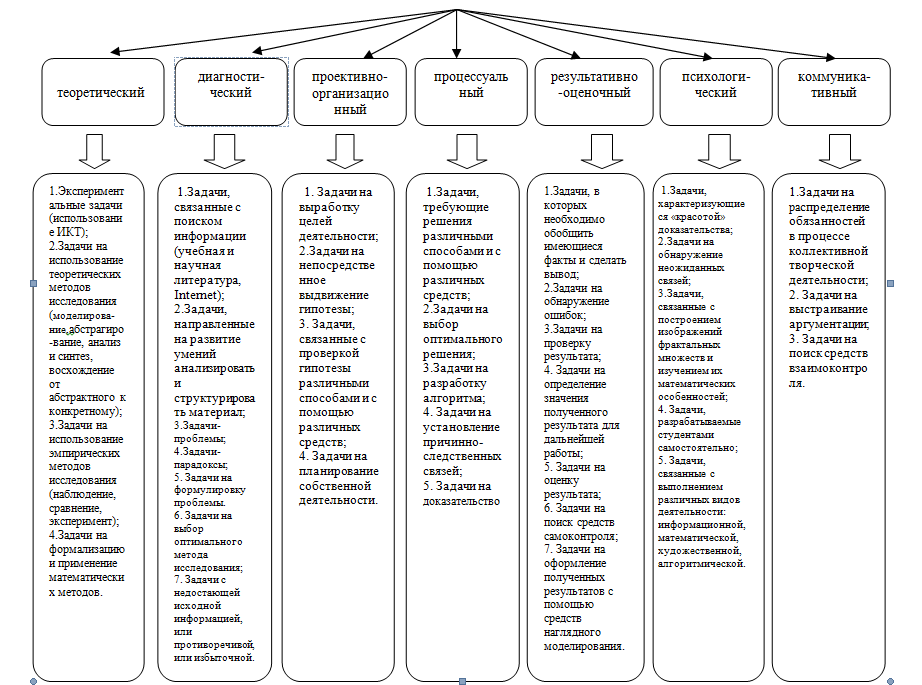 теоретический
диагности-
ческий
проективно-
организацио
нный
процессуаль
ный
результативно
-оценочный
психологи-
ческий
коммуника-
тивный
1.Эксперимент
альные задачи
(использовани
е ИКТ);
2.Задачи на
использование
теоретических
методов
исследования
(моделирова-
ние, абстрагиро
-вание, анализ
и синтез,
восхождение
от
абстрактного к
конкретному);
3.Задачи на
использование
эмпирических
методов
исследования
(наблюдение,
сравнение,
эксперимент);
4.Задачи на
формализацию
и применение
математически
х методов.
1.Задачи,
связанные с
поиском
информации
(учебная и
научная
литература,
Internet);
2.Задачи,
направленные
на развитие
умений
анализировать
и
структурирова
ть материал;
3.Задачи-
проблемы;
4.Задачи-
парадоксы;
5. Задачи на
формулировку
проблемы.
6. Задачи на
выбор
оптимального
метода
исследования;
7. Задачи с
недостающей
исходной
информацией,
или
противоречивой,
или избыточной.
1. Задачи на
выработку
целей
деятельности;
2.Задачи на
непосредстве
нное
выдвижение
гипотезы;
3. Задачи,
связанные с
проверкой
гипотезы
различными
способами и с
помощью
различных
средств;
4. Задачи на
планирование
собственной
деятельности.
1.Задачи,
требующие
решения
различными
способами и с
помощью
различных
средств;
2.Задачи на
выбор
оптимального
решения;
3.Задачи на
разработку
алгоритма;
4. Задачи на
установление
причинно-
следственных
связей;
5. Задачи на
доказательство
1.Задачи, в
которых
необходимо
обобщить
имеющиеся
факты и сделать
вывод;
2.Задачи на
обнаружение
ошибок;
3.Задачи на
проверку
результата;
4. Задачи на
определение
значения
полученного
результата для
дальнейшей
работы;
5. Задачи на
оценку
результата;
6. Задачи на
поиск средств
самоконтроля;
7. Задачи на
оформление
полученных
результатов с
помощью
средств
наглядного
моделирования.
1.Задачи,
характеризующие
ся «красотой»
доказательства;
2.Задачи на
обнаружение
неожиданных
связей;
3.Задачи,
связанные с
построением
изображений
фрактальных
множеств и
изучением их
математических
особенностей;
4. Задачи,
разрабатываемые
студентами
самостоятельно;
5. Задачи,
связанные с
выполнением
различных видов
деятельности:
информационной,
математической,
художественной,
алгоритмической.
1.Задачи на
распределение
обязанностей
в процессе
коллективной
творческой
деятельности;
2. Задачи на
выстраивание
аргументации;
3. Задачи на
поиск средств
взаимоконтро
ля.